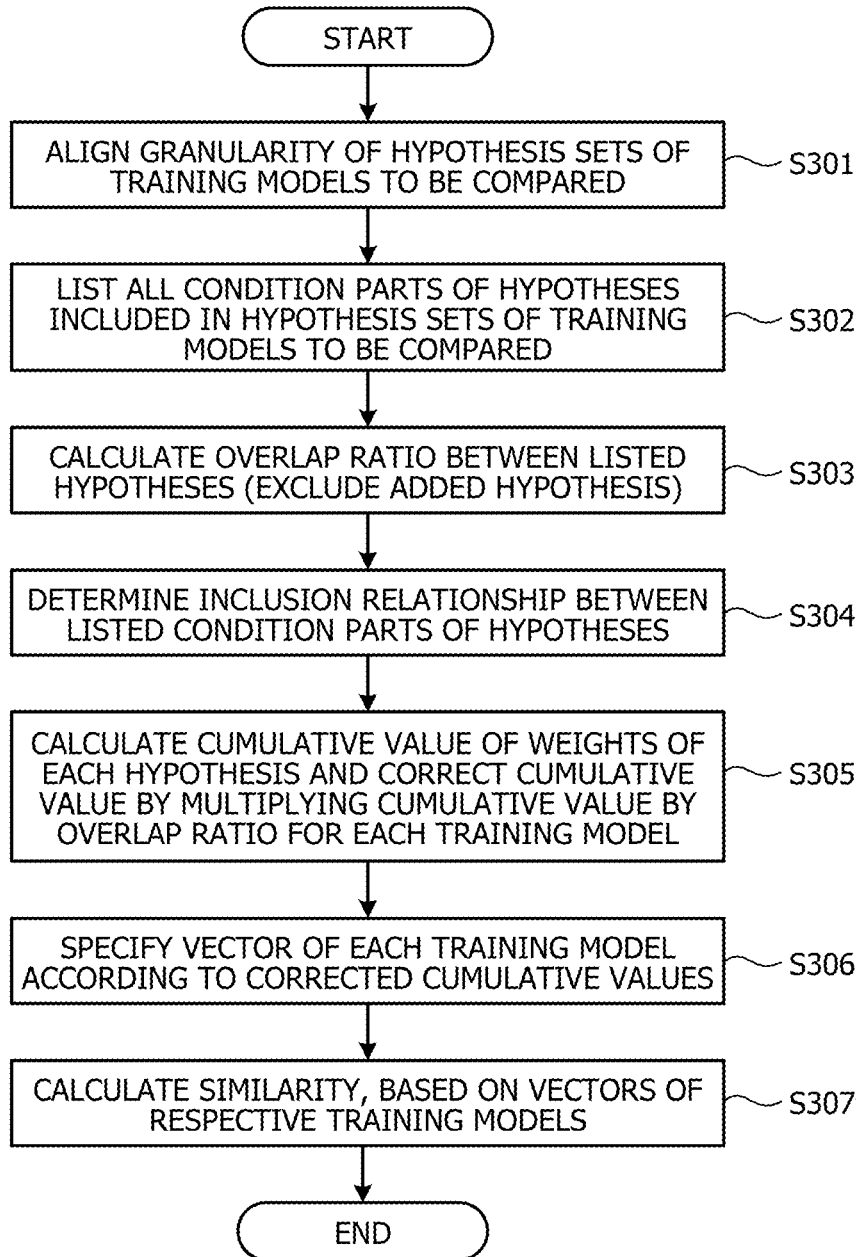 START
ALIGN GRANULARITY OF HYPOTHESIS SETS OF
TRAINING MODELS TO BE COMPARED
S301
LIST ALL CONDITION PARTS OF HYPOTHESES
INCLUDED IN HYPOTHESIS SETS OF TRAINING
MODELS TO BE COMPARED
S302
CALCULATE OVERLAP RATIO BETWEEN LISTED
HYPOTHESES (EXCLUDE ADDED HYPOTHESIS)
S303
DETERMINE INCLUSION RELATIONSHIP BETWEEN
LISTED CONDITION PARTS OF HYPOTHESES
S304
CALCULATE CUMULATIVE VALUE OF WEIGHTS OF
EACH HYPOTHESIS AND CORRECT CUMULATIVE
VALUE BY MULTIPLYING CUMULATIVE VALUE BY
OVERLAP RATIO FOR EACH TRAINING MODEL
S305
SPECIFY VECTOR OF EACH TRAINING MODEL
ACCORDING TO CORRECTED CUMULATIVE VALUES
S306
CALCULATE SIMILARITY, BASED ON VECTORS OF
RESPECTIVE TRAINING MODELS
S307
END